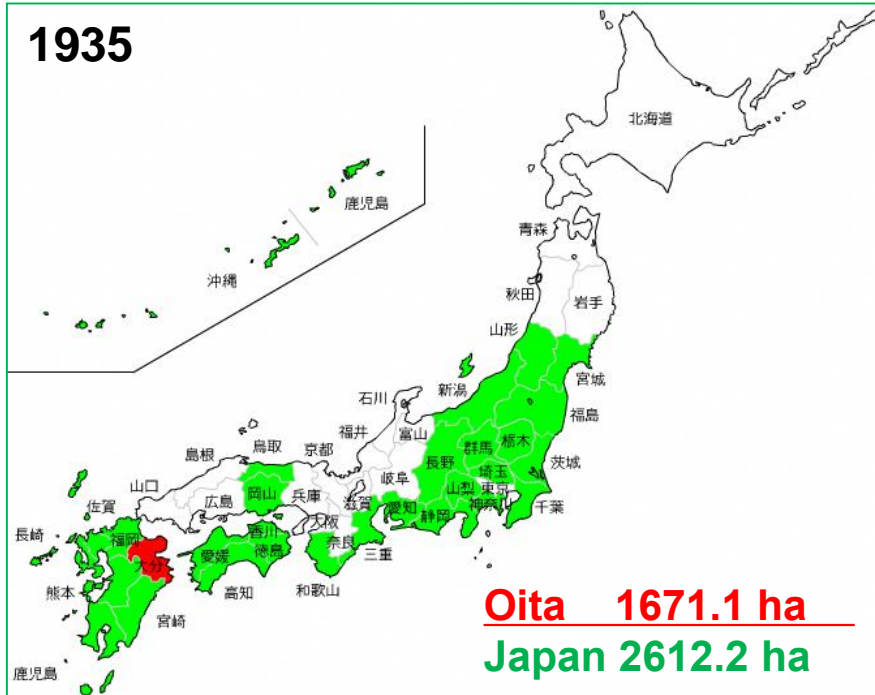 1935
北海道
鹿児島
青森
沖縄
秋田
岩手
山形
宮城
新潟
石川
福島
福井
富山
鳥取
京都
群馬
栃木
島根
長野
茨城
岐阜
埼玉
山口
岡山
兵庫
滋賀
山梨
東京
広島
愛知
神奈川
千葉
佐賀
静岡
大阪
長崎
福岡
香川
奈良
三重
大分
愛媛
徳島
熊本
高知
和歌山
宮崎
鹿児島
Oita 1671.1 ha
Japan 2612.2 ha